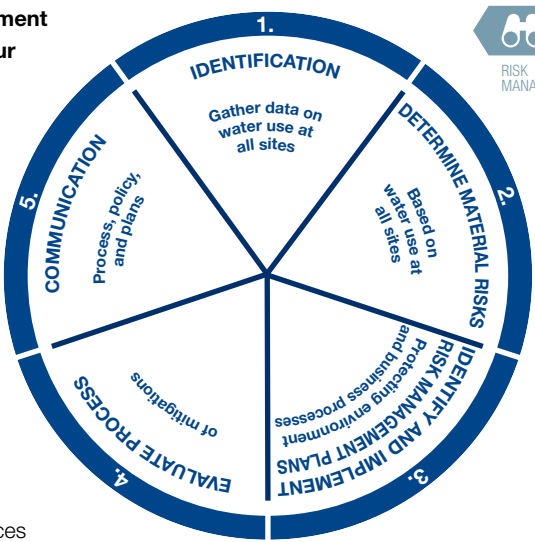 ment
ur
RISK
MANA
1.
IDENTIFICATION
Gather data on
water use at
all sites
2.
DETERMINE MATERIAL RISKS
Based on
water use at
all sites
3.
IDENTIFY AND IMPLEMENT
RISK MANAGEMENT PLANS
Protecting environment
and business processes
4.
EVALUATE PROCESS
of mitigations
5.
COMMUNICATION
Process, policy,
and plans
ces